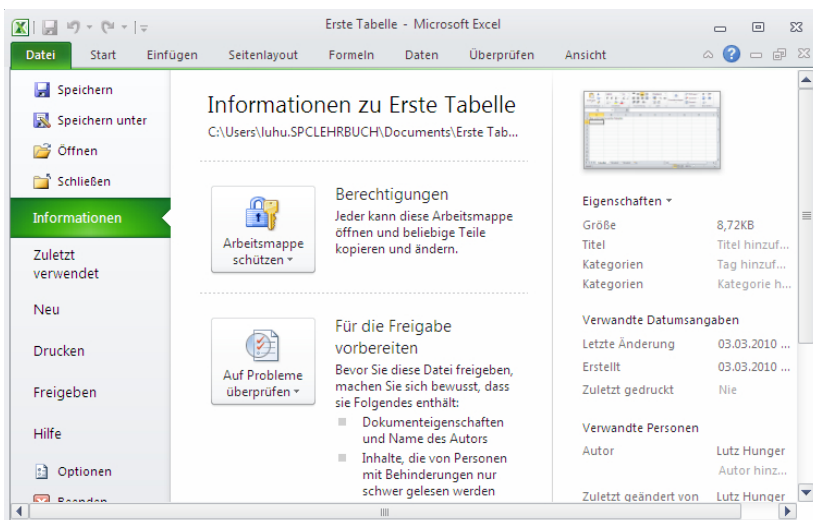 Erste Tabelle - Microsoft Excel
Datei Start Einfügen Seitenlayout Formeln Daten Überprüfen Ansicht
Speichern
Speichern unter
Öffnen
Schließen
Informationen
Zuletzt
verwendet
Neu
Drucken
Freigeben
Hilfe
Optionen
Beenden
Informationen zu Erste Tabelle
C:\Users\luhu.SPCLEHRBUCH\Documents\Erste Tab...
Arbeitsmappe
schützen
Berechtigungen
Jeder kann diese Arbeitsmappe
öffnen und beliebige Teile
kopieren und ändern.
Auf Probleme
überprüfen
Für die Freigabe
vorbereiten
Bevor Sie diese Datei freigeben,
machen Sie sich bewusst, dass
sie Folgendes enthält:
Dokumenteigenschaften
und Name des Autors
Inhalte, die von Personen
mit Behinderungen nur
schwer gelesen werden
Eigenschaften
Größe 8,72KB
Titel Titel hinzuf...
Kategorien Tag hinzuf...
Kategorien Kategorie h...
Verwandte Datumsangaben
Letzte Änderung 03.03.2010 ...
Erstellt 03.03.2010 ...
Zuletzt gedruckt Nie
Verwandte Personen
Autor Lutz Hunger
Autor hinz...
Zuletzt geändert von Lutz Hunger